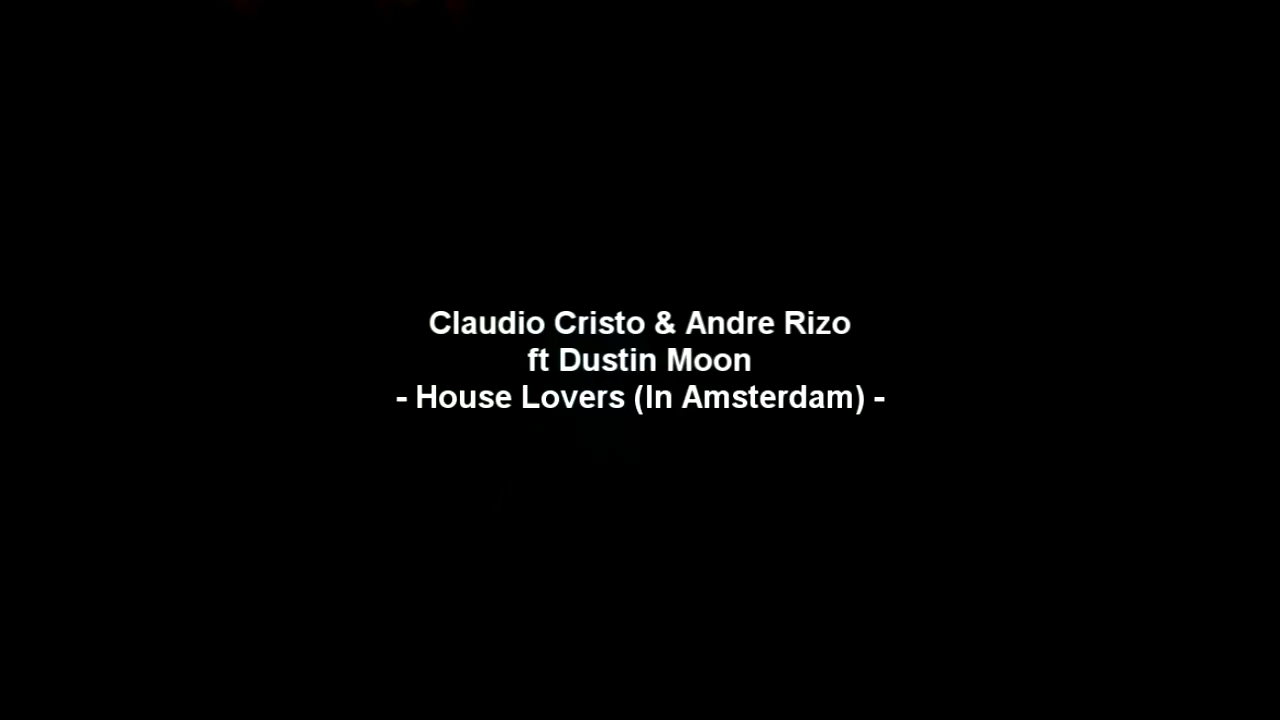 Claudio Cristo & Andre Rizo
ft Dustin Moon
- House Lovers (In Amsterdam) -